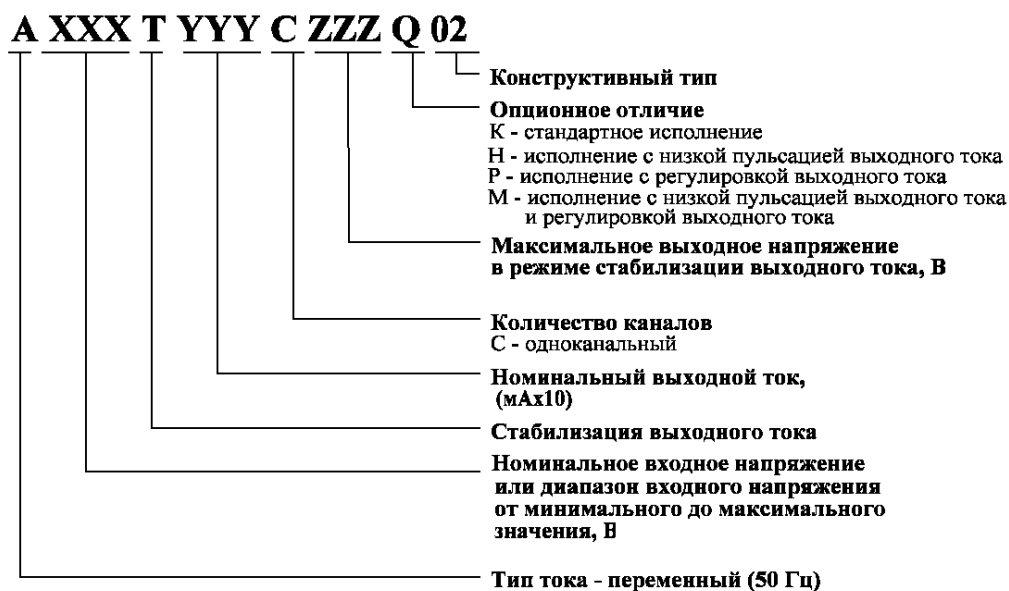 A XXX T YYY C ZZZ Q 02
Конструктивный тип
Опционное отличие
К - стандартное исполнение
Н - исполнение с низкой пульсацией выходного тока
Р - исполнение с регулировкой выходного тока
М - исполнение с низкой пульсацией выходного тока
и регулировкой выходного тока
Максимальное выходное напряжение
в режиме стабилизации выходного тока, В
Количество каналов
С - одноканальный
Номинальный выходной ток,
(мАх10)
Стабилизация выходного тока
Номинальное входное напряжение
или диапазон входного напряжения
от минимального до максимального
значения, В
Тип тока - переменный (50 Гц)